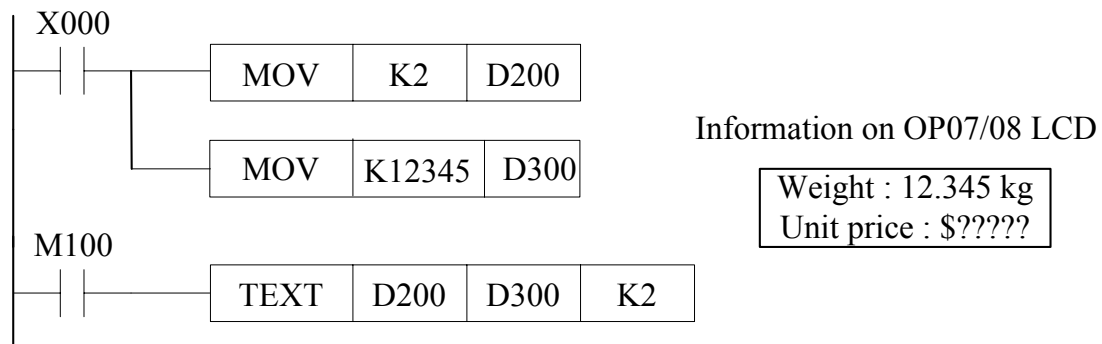 X000
MOV K2 D200
Information on OP07/08 LCD
MOV K12345 D300
Weight : 12.345 kg
Unit price : $?????
M100
TEXT D200 D300 K2